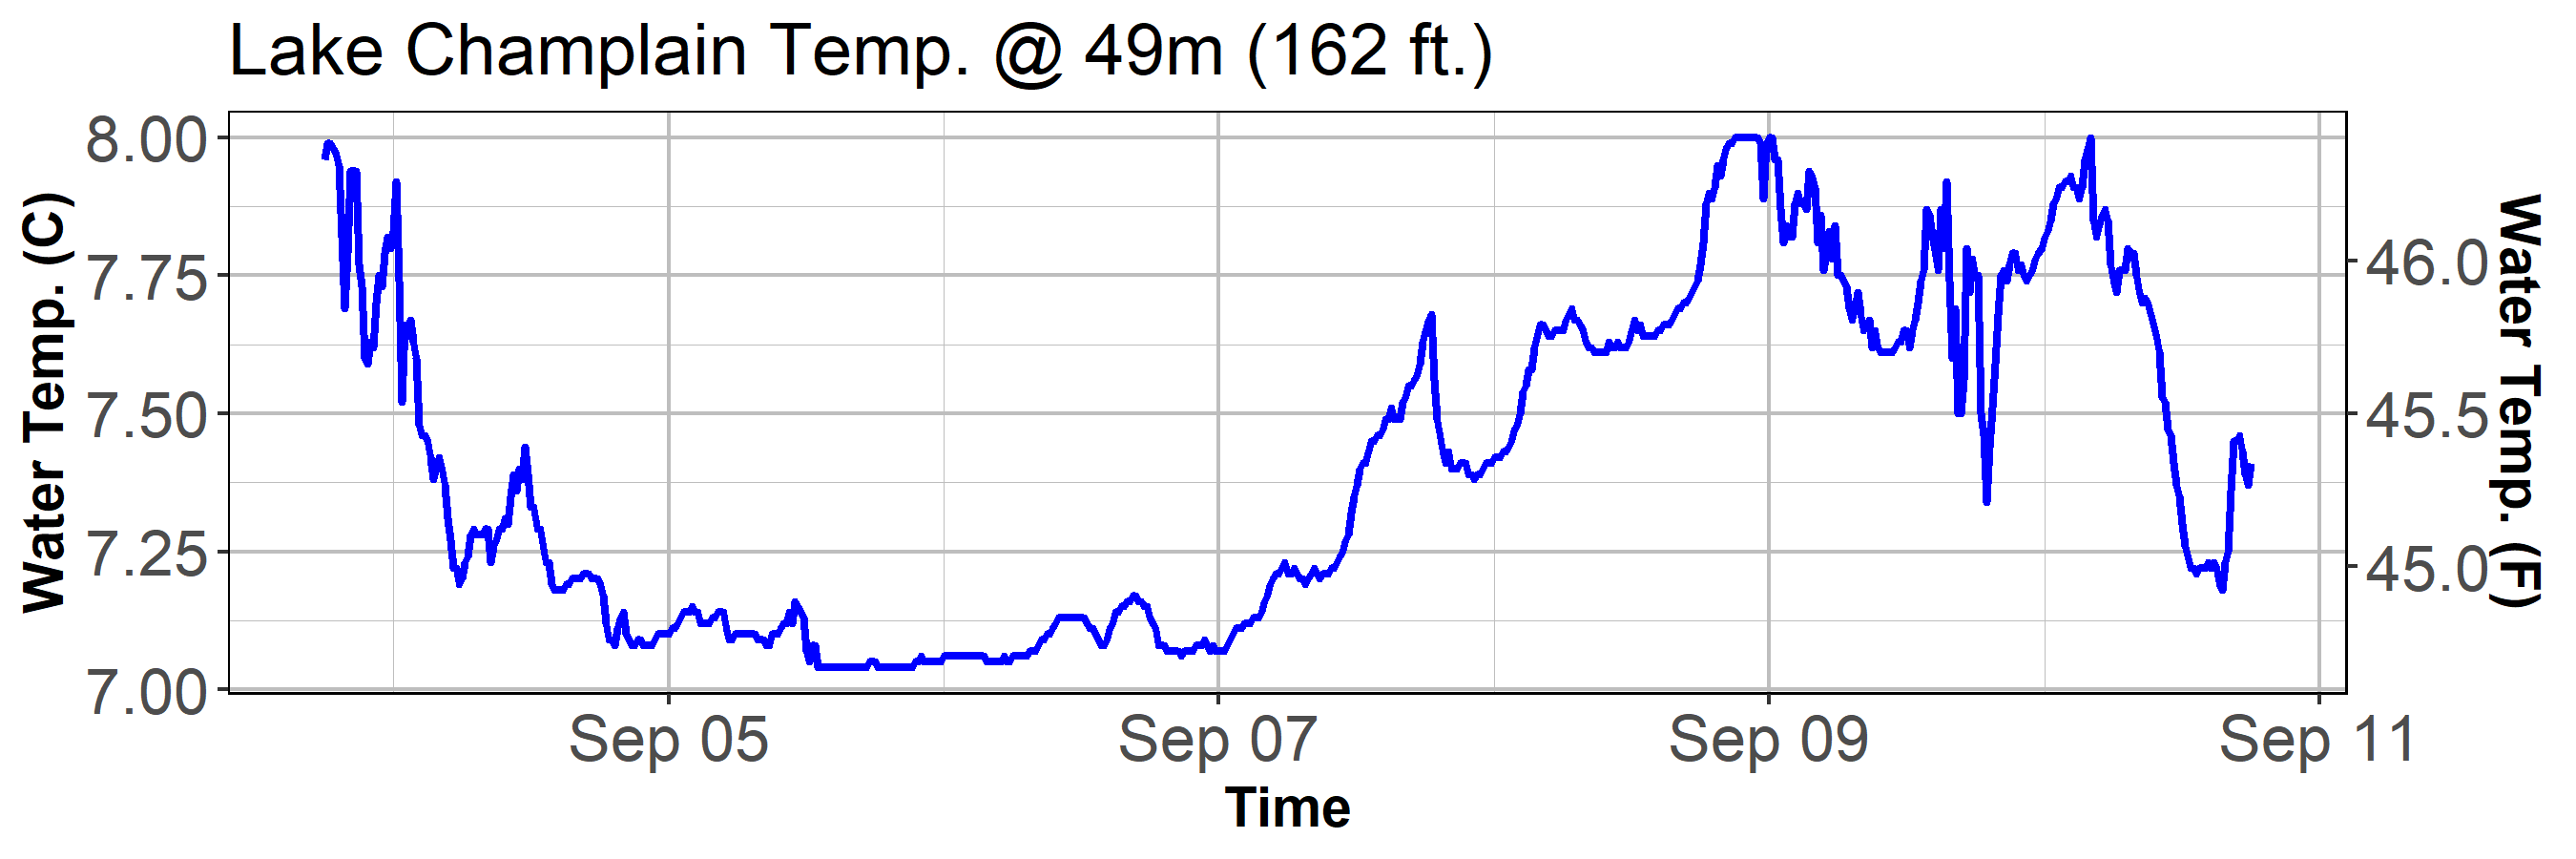 Lake Champlain Temp. @ 49m (162 ft.)
Water Temp. (C)
8.00
7.75
7.50
7.25
7.00
46.0
45.5
45.0
Water Temp. (F)
Sep 05
Sep 07
Sep 09
Sep 11
Time